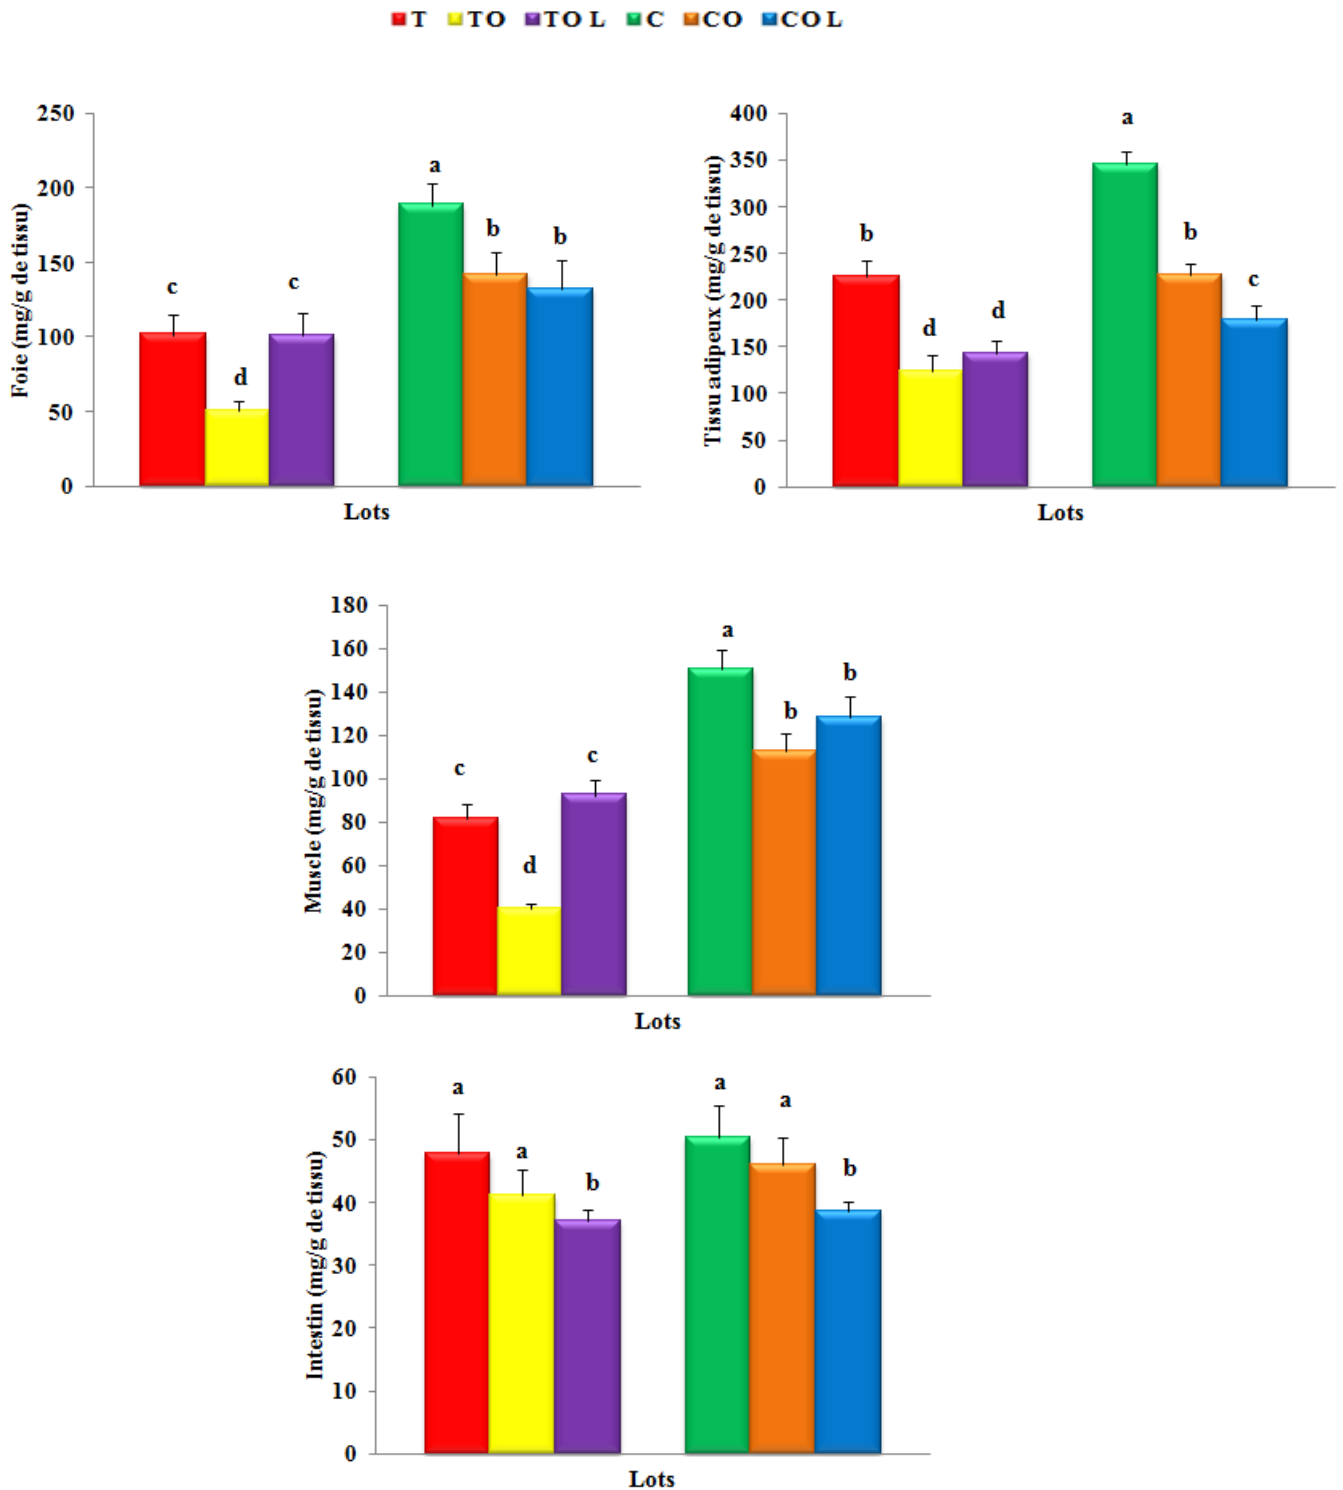 T TO TO L C CO CO L
Foie (mg/g de tissu)
250
200
150
100
50
0
c
d
c
a
b
b
Lots
Tissu adipeux (mg/g de tissu)
400
350
300
250
200
150
100
50
0
b
d
d
a
b
c
Lots
Muscle (mg/g de tissu)
180
160
140
120
100
80
60
40
20
0
c
d
c
a
b
b
Lots
Intestin (mg/g de tissu)
60
50
40
30
20
10
0
a
a
b
a
a
b
Lots